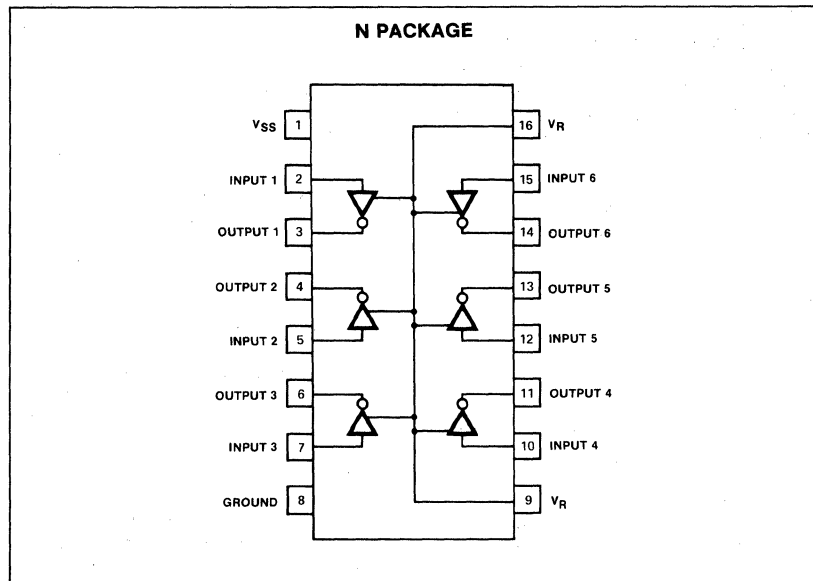 N PACKAGE
VSS 1 16 VR
INPUT 1 2 15 INPUT 6
OUTPUT 1 3 14 OUTPUT 6
OUTPUT 2 4 13 OUTPUT 5
INPUT 2 5 12 INPUT 5
OUTPUT 3 6 11 OUTPUT 4
INPUT 3 7 10 INPUT 4
GROUND 8 9 VR